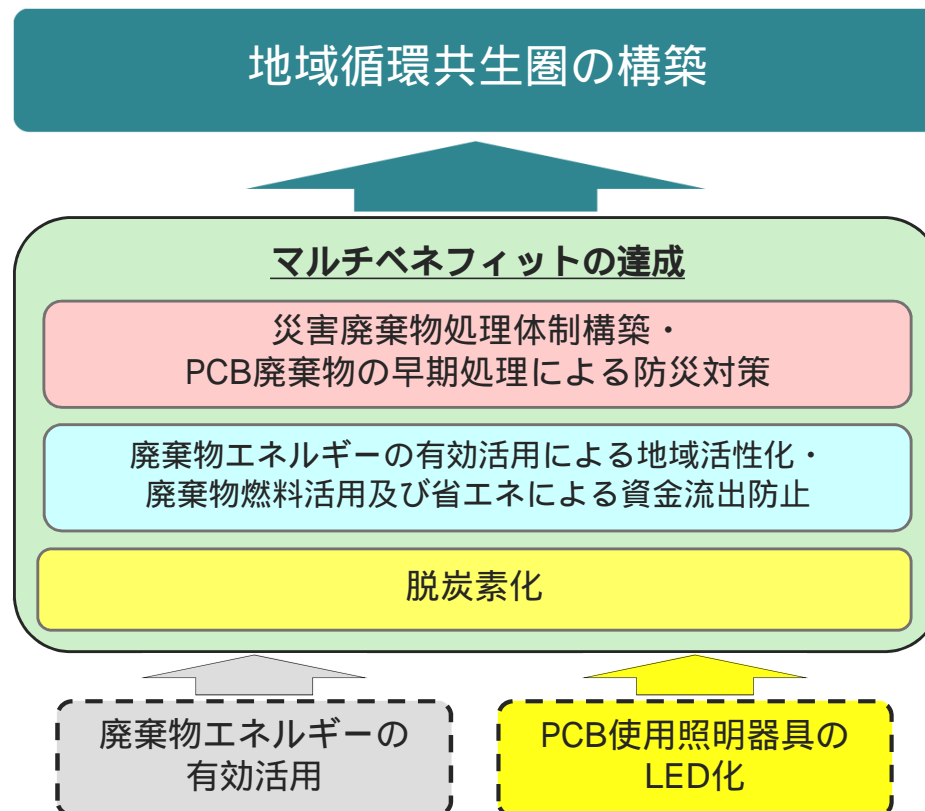 地域循環共生圏の構築
マルチベネフィットの達成
災害廃棄物処理体制構築・
PCB廃棄物の早期処理による防災対策
廃棄物エネルギーの有効活用による地域活性化・
廃棄物燃料活用及び省エネによる資金流出防止
脱炭素化
廃棄物エネルギーの
有効活用
PCB使用照明器具の
LED化